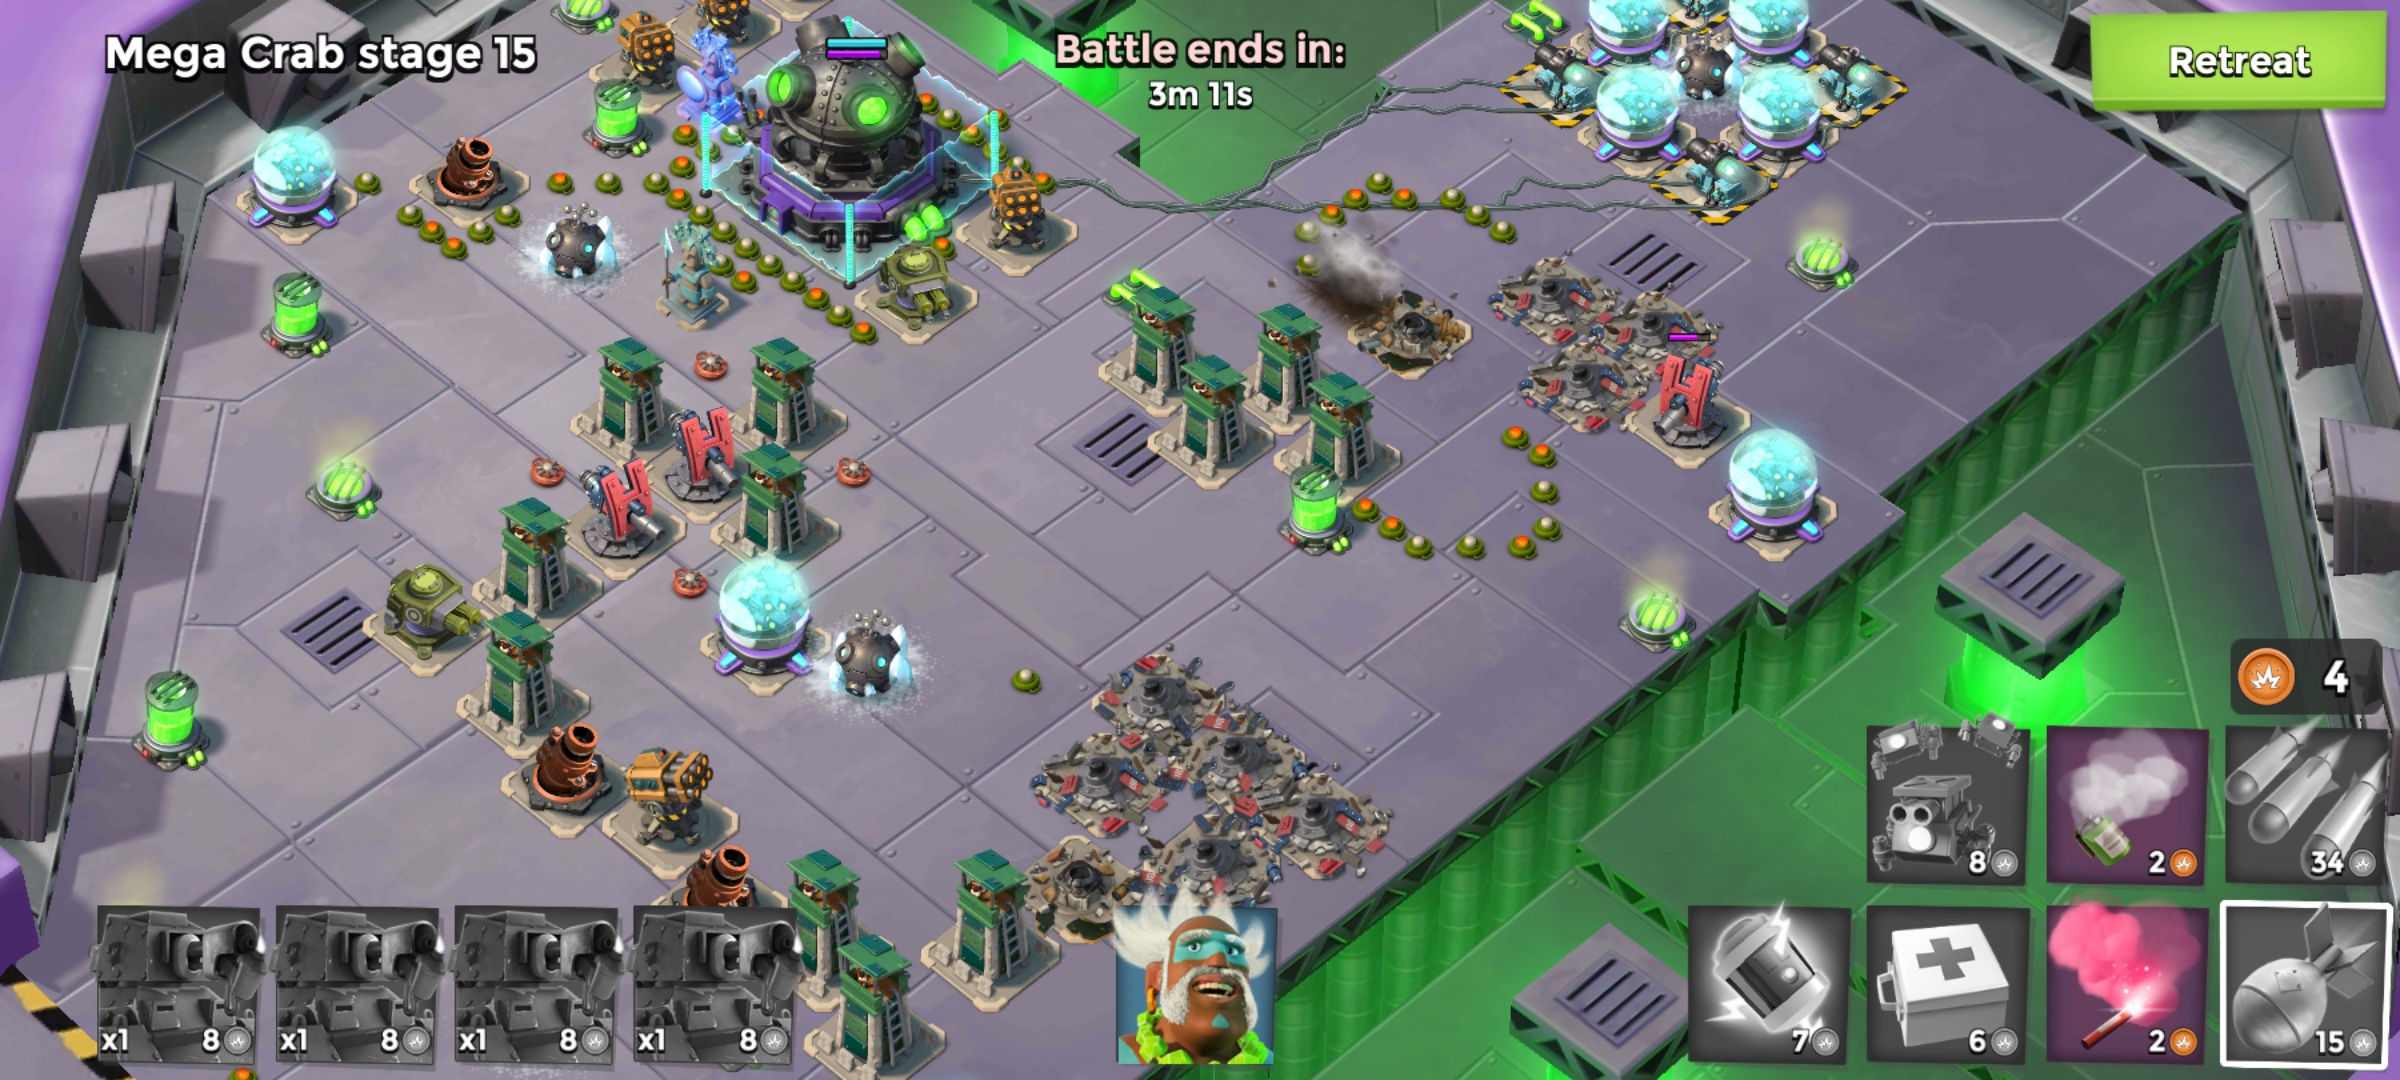 Mega Crab stage 15
Battle ends in:
3m 11s
Retreat
4
8
2
34
x1 8
x1 8
x1 8
x1 8
7
6
2
15